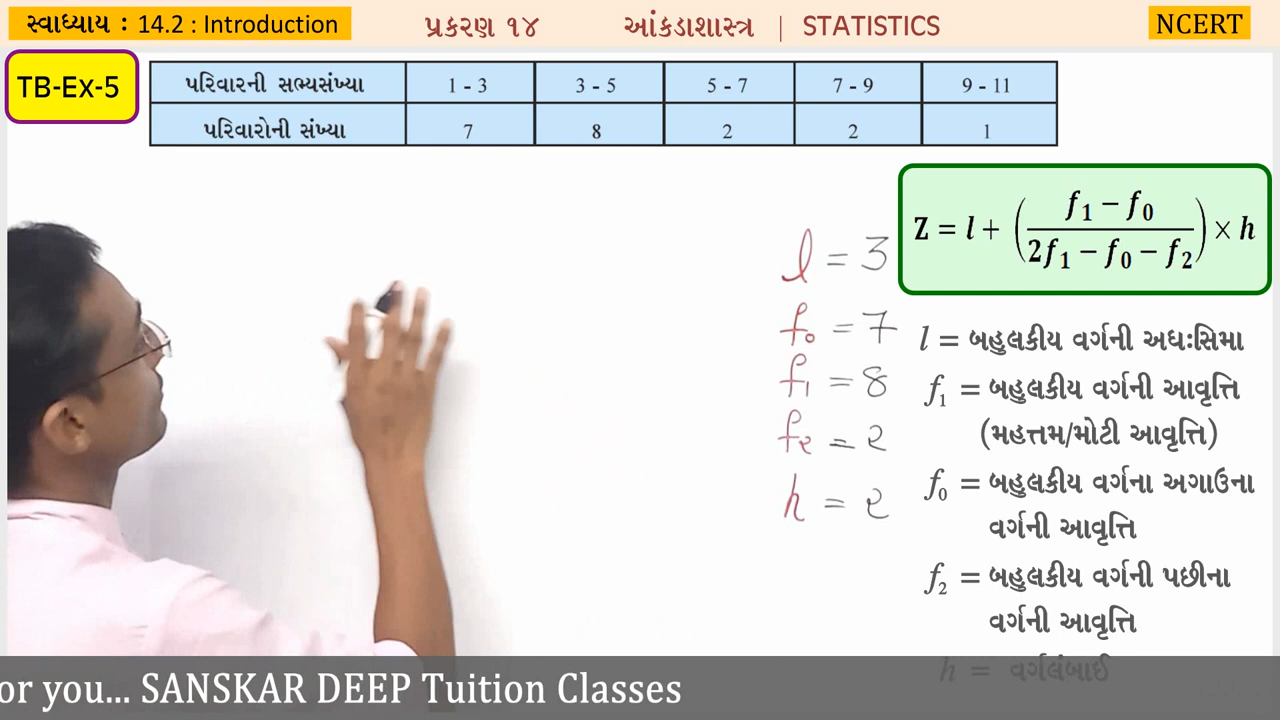 સ્વાધ્યાય : 14.2 : Introduction
પ્રકરણ ૧૪ આંકડાશાસ્ત્ર | STATISTICS
NCERT
TB-Ex-5
પરિવારની સભ્યસંખ્યા 1 - 3 3 - 5 5 - 7 7 - 9 9 - 11
પરિવારોની સંખ્યા 7 8 2 2 1
Z = l + ( (f₁ − f₀) / (2f₁ − f₀ − f₂) ) × h
l = 3
f₀ = 7
f₁ = 8
f૨ = ૨
h = ૨
l = બહુલકીય વર્ગની અધઃસિમા
f₁ = બહુલકીય વર્ગની આવૃત્તિ
(મહત્તમ/મોટી આવૃત્તિ)
f₀ = બહુલકીય વર્ગના અગાઉના
વર્ગની આવૃત્તિ
f₂ = બહુલકીય વર્ગની પછીના
વર્ગની આવૃત્તિ
h = વર્ગલંબાઈ
or you... SANSKAR DEEP Tuition Classes